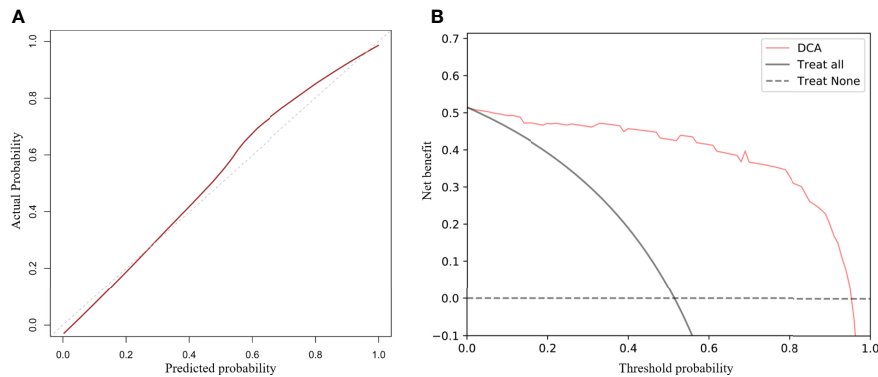 A
Actual Probability
1.0
0.8
0.6
0.4
0.2
0.0
0.0 0.2 0.4 0.6 0.8 1.0
Predicted probability
B
Net benefit
0.7
0.6
0.5
0.4
0.3
0.2
0.1
0.0
−0.1
0.0 0.2 0.4 0.6 0.8 1.0
Threshold probability
DCA
Treat all
Treat None